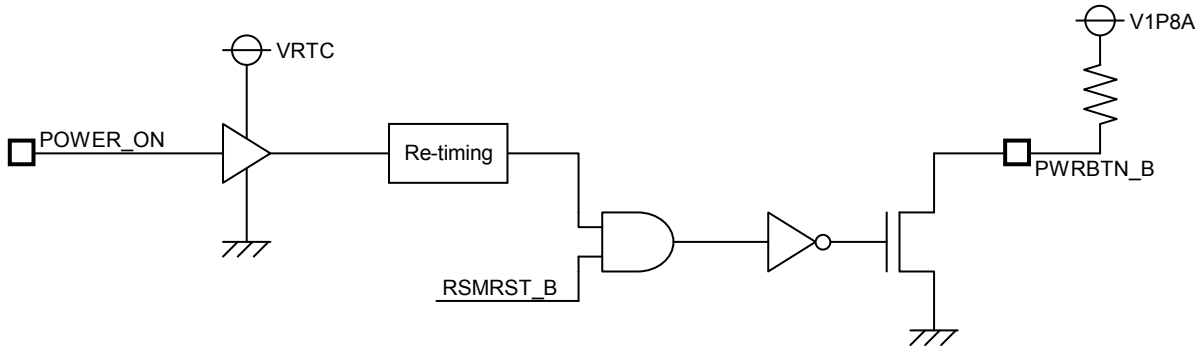 V1P8A
VRTC
POWER_ON
Re-timing
PWRBTN_B
RSMRST_B